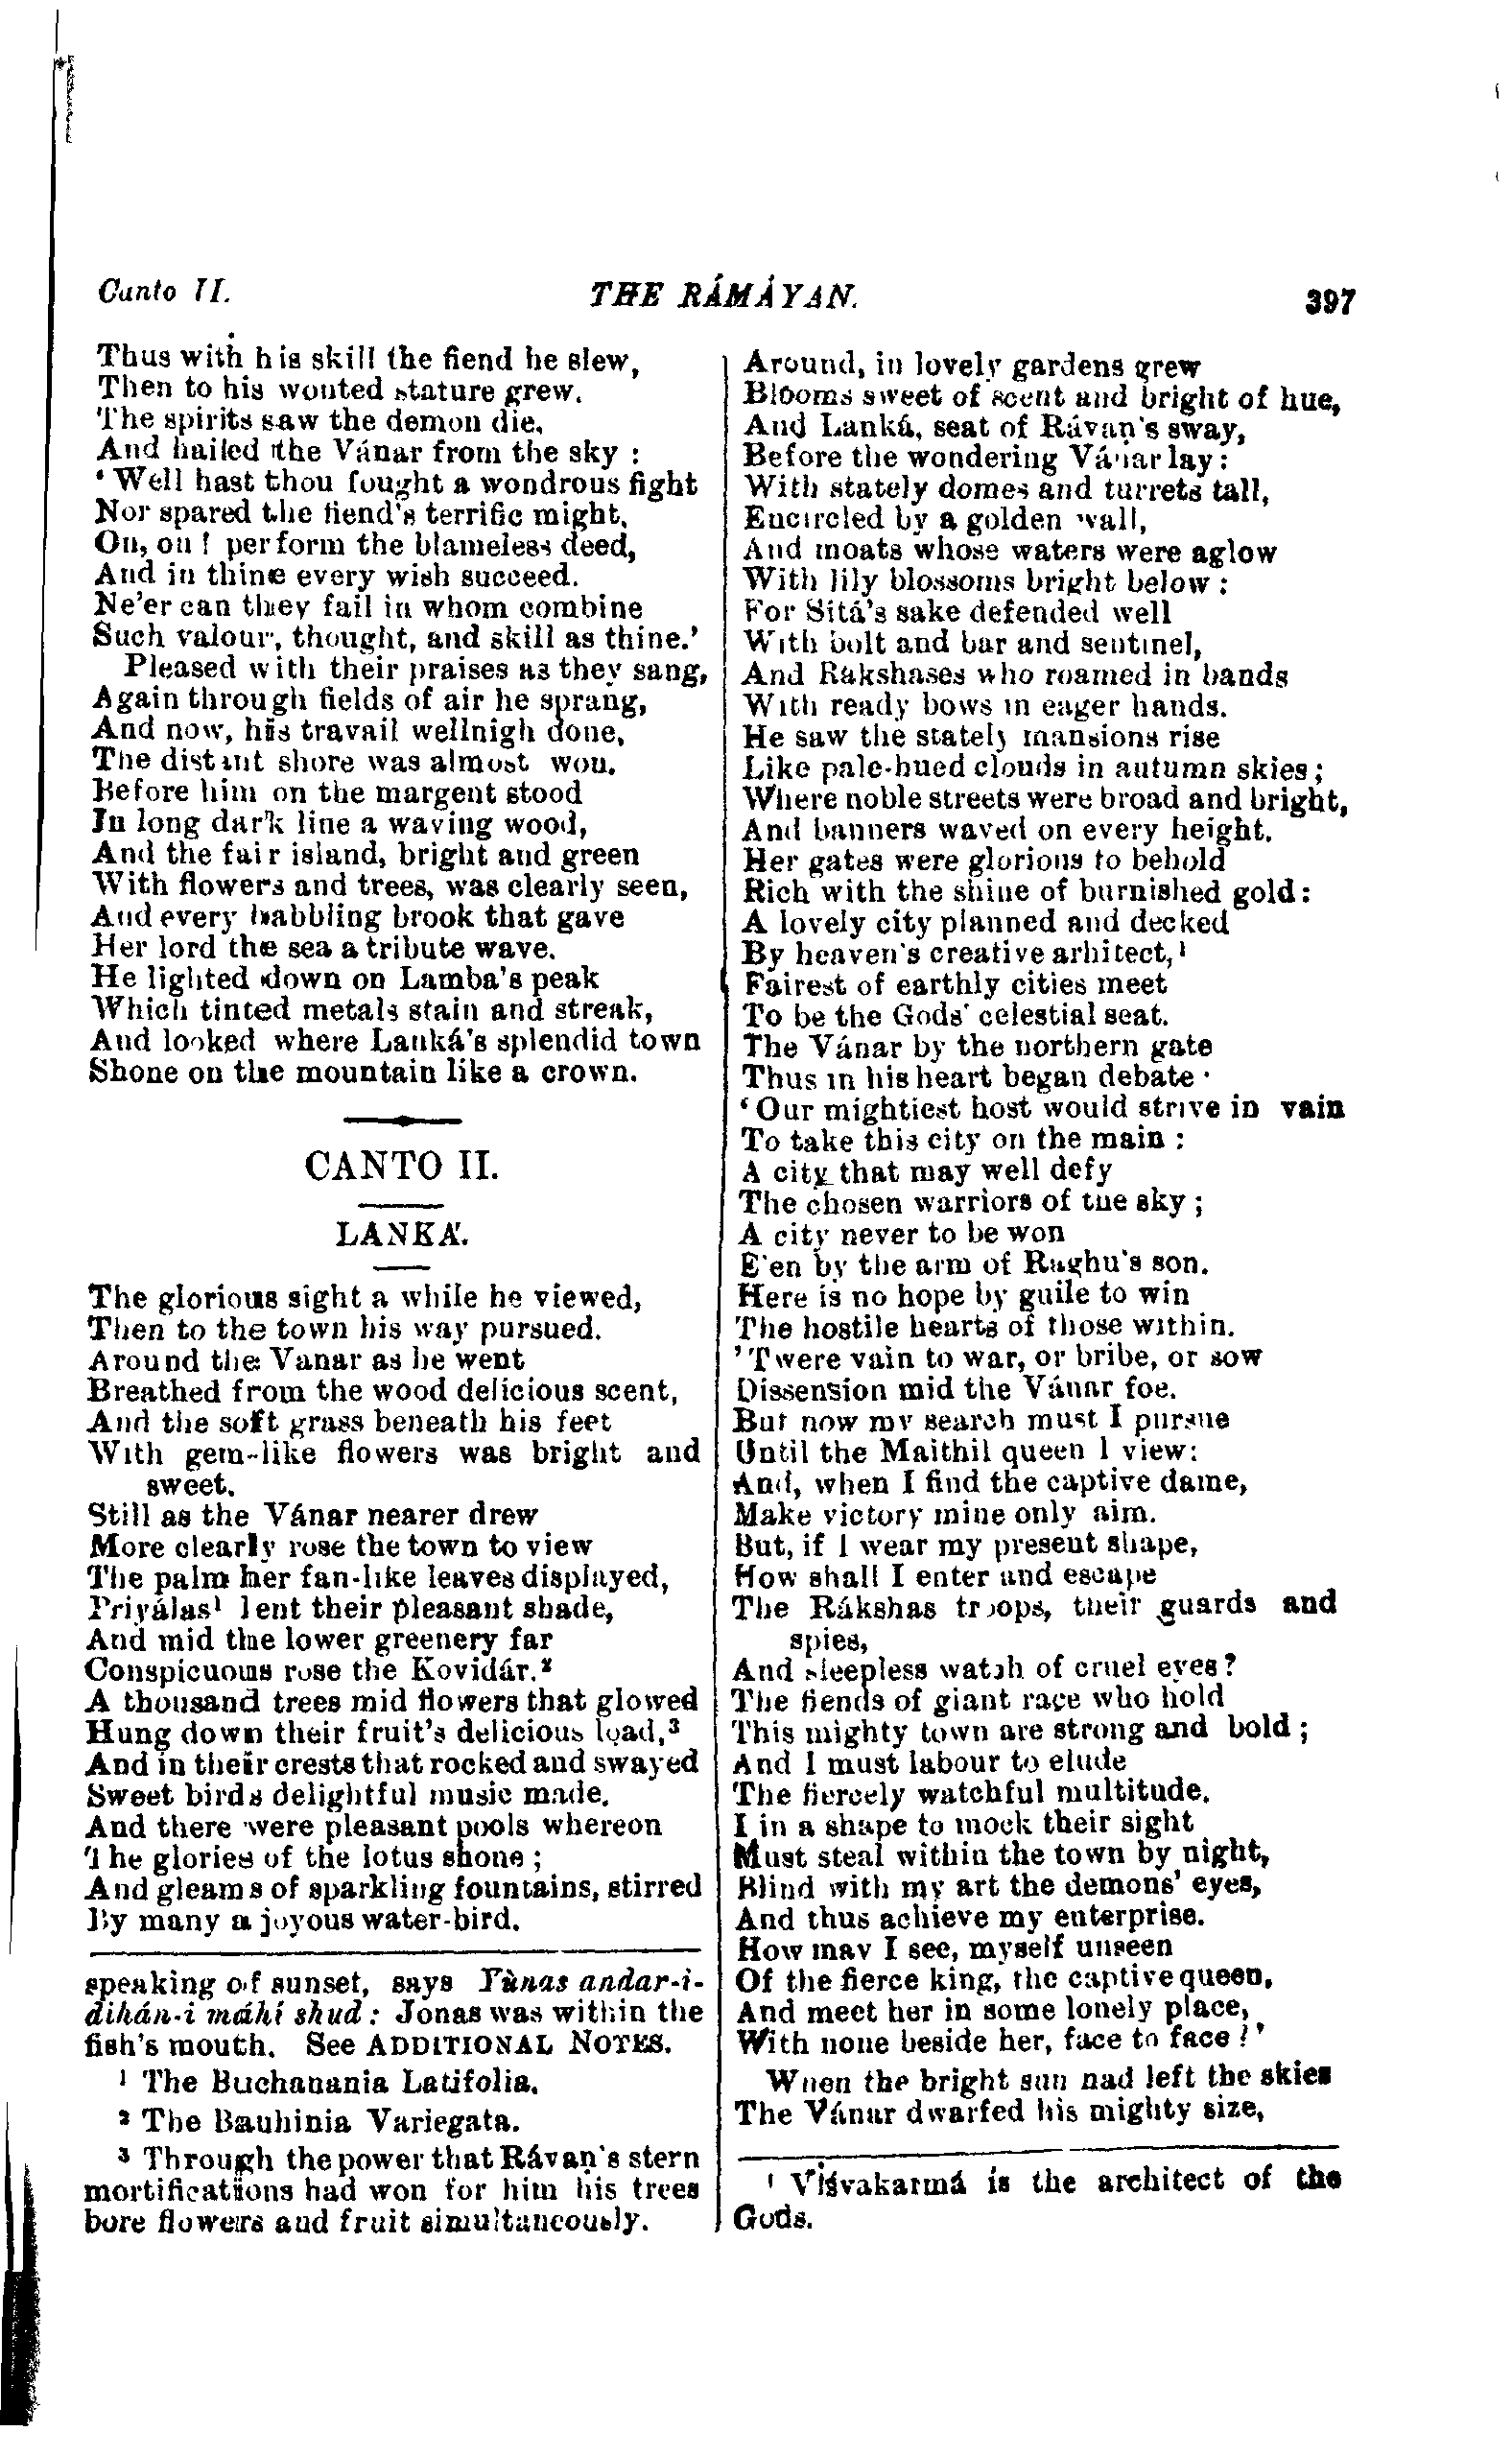 Canto II.
THE RÁMÁYAN.
397
Thus with his skill the fiend he slew,
Then to his wonted stature grew.
The spirits saw the demon die,
And hailed the Vánar from the sky :
‘ Well hast thou fought a wondrous fight
Nor spared the fiend's terrific might,
On, on ! perform the blameless deed,
And in thine every wish succeed.
Ne'er can they fail in whom combine
Such valour, thought, and skill as thine.’
Pleased with their praises as they sang,
Again through fields of air he sprang,
And now, his travail wellnigh done,
The distant shore was almost won.
Before him on the margent stood
In long dark line a waving wood,
And the fair island, bright and green
With flowers and trees, was clearly seen,
And every babbling brook that gave
Her lord the sea a tribute wave.
He lighted down on Lamba's peak
Which tinted metals stain and streak,
And looked where Lanká's splendid town
Shone on the mountain like a crown.
CANTO II.
LANKÁ.
The glorious sight a while he viewed,
Then to the town his way pursued.
Around the Vanar as he went
Breathed from the wood delicious scent,
And the soft grass beneath his feet
With gem-like flowers was bright and
sweet.
Still as the Vánar nearer drew
More clearly rose the town to view
The palm her fan-like leaves displayed,
Priyálas¹ lent their pleasant shade,
And mid the lower greenery far
Conspicuous rose the Kovidár.²
A thousand trees mid flowers that glowed
Hung down their fruit's delicious load,³
And in their crests that rocked and swayed
Sweet birds delightful music made.
And there were pleasant pools whereon
The glories of the lotus shone ;
And gleams of sparkling fountains, stirred
By many a joyous water-bird.
speaking of sunset, says Yùnas andar-i-
dihán-i máhí shud : Jonas was within the
fish's mouth. See ADDITIONAL NOTES.
¹ The Buchanania Latifolia.
² The Bauhinia Variegata.
³ Through the power that Rávaṇ's stern
mortifications had won for him his trees
bore flowers and fruit simultaneously.
Around, in lovely gardens grew
Blooms sweet of scent and bright of hue,
And Lanká, seat of Rávaṇ's sway,
Before the wondering Vánar lay:
With stately domes and turrets tall,
Encircled by a golden wall,
And moats whose waters were aglow
With lily blossoms bright below :
For Sítá's sake defended well
With bolt and bar and sentinel,
And Rákshases who roamed in bands
With ready bows in eager hands.
He saw the stately mansions rise
Like pale-hued clouds in autumn skies;
Where noble streets were broad and bright,
And banners waved on every height.
Her gates were glorious to behold
Rich with the shine of burnished gold:
A lovely city planned and decked
By heaven's creative arhitect,¹
Fairest of earthly cities meet
To be the Gods' celestial seat.
The Vánar by the northern gate
Thus in his heart began debate
‘ Our mightiest host would strive in vain
To take this city on the main :
A city that may well defy
The chosen warriors of the sky ;
A city never to be won
E'en by the arm of Raghu's son.
Here is no hope by guile to win
The hostile hearts of those within.
'Twere vain to war, or bribe, or sow
Dissension mid the Vánar foe.
But now my search must I pursue
Until the Maithil queen I view:
And, when I find the captive dame,
Make victory mine only aim.
But, if I wear my present shape,
How shall I enter and escape
The Rákshas troops, their guards and
spies,
And sleepless watch of cruel eyes?
The fiends of giant race who hold
This mighty town are strong and bold ;
And I must labour to elude
The fiercely watchful multitude.
I in a shape to mock their sight
Must steal within the town by night,
Blind with my art the demons' eyes,
And thus achieve my enterprise.
How may I see, myself unseen
Of the fierce king, the captive queen,
And meet her in some lonely place,
With none beside her, face to face ?’
When the bright sun had left the skies
The Vánar dwarfed his mighty size,
¹ Viśvakarmá is the architect of the
Gods.